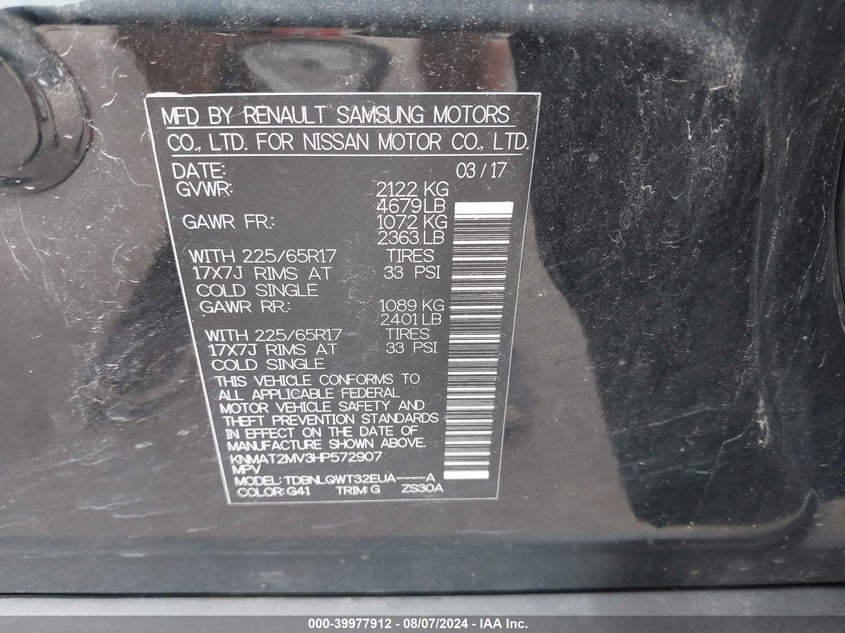 MFD BY RENAULT SAMSUNG MOTORS
CO., LTD. FOR NISSAN MOTOR CO., LTD.
DATE: 03/17
GVWR: 2122 KG
4679 LB
GAWR FR.: 1072 KG
2363 LB
WITH 225/65R17 TIRES
17X7J RIMS AT 33 PSI
COLD SINGLE
GAWR RR.: 1089 KG
2401 LB
WITH 225/65R17 TIRES
17X7J RIMS AT 33 PSI
COLD SINGLE
THIS VEHICLE CONFORMS TO
ALL APPLICABLE FEDERAL
MOTOR VEHICLE SAFETY AND
THEFT PREVENTION STANDARDS
IN EFFECT ON THE DATE OF
MANUFACTURE SHOWN ABOVE.
KNMAT2MV3HP572907
MPV
MODEL: TDBNLQWT32EUA----A
COLOR: G41 TRIM: G ZS30A
000-39977912 - 08/07/2024 - IAA Inc.